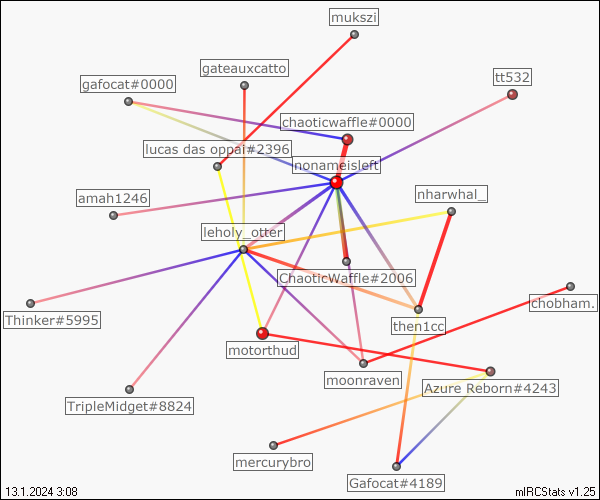 mukszi
gateauxcatto
tt532
gafocat#0000
chaoticwaffle#0000
lucas das oppai#2396
nonameisleft
amah1246
nharwhal_
leholy_otter
ChaoticWaffle#2006
chobham.
Thinker#5995
then1cc
motorthud
moonraven
Azure Reborn#4243
TripleMidget#8824
mercurybro
Gafocat#4189
13.1.2024 3:08
mIRCStats v1.25